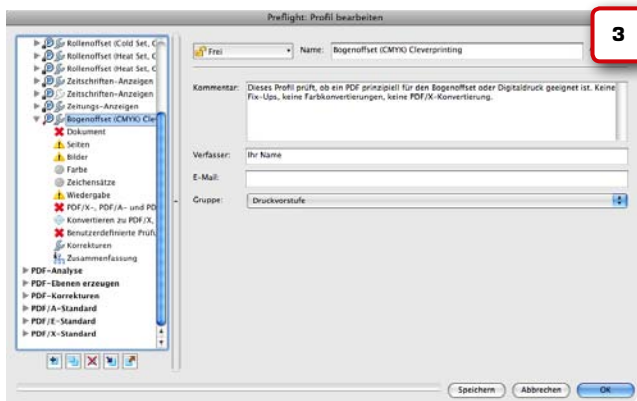 Preflight: Profil bearbeiten
3
Rollenoffset (Cold Set, C
Rollenoffset (Heat Set, C
Rollenoffset (Heat Set, C
Zeitschriften-Anzeigen
Zeitschriften-Anzeigen
Zeitungs-Anzeigen
Bogenoffset (CMYK) Cle
Dokument
Seiten
Bilder
Farbe
Zeichensätze
Wiedergabe
PDF/X-, PDF/A- und PD
Konvertieren zu PDF/X,
Benutzerdefinierte Prüfu
Korrekturen
Zusammenfassung
PDF-Analyse
PDF-Ebenen erzeugen
PDF-Korrekturen
PDF/A-Standard
PDF/E-Standard
PDF/X-Standard
Frei
Name: Bogenoffset (CMYK) Cleverprinting
Kommentar: Dieses Profil prüft, ob ein PDF prinzipiell für den Bogenoffset oder Digitaldruck geeignet ist. Keine
Fix-Ups, keine Farbkonvertierungen, keine PDF/X-Konvertierung.
Verfasser: Ihr Name
E-Mail:
Gruppe: Druckvorstufe
Speichern Abbrechen OK